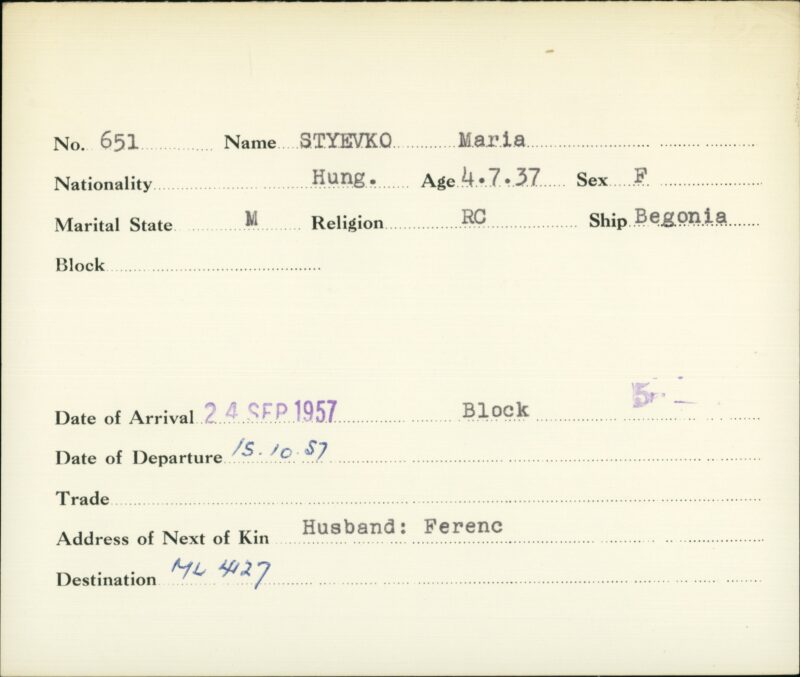 No. 651 Name STYEVKO Maria
Nationality Hung. Age 4.7.37 Sex F
Marital State M Religion RC Ship Begonia
Block
Date of Arrival 24 SEP 1957 Block 5
Date of Departure 15.10.57
Trade
Address of Next of Kin Husband: Ferenc
Destination ML 4127